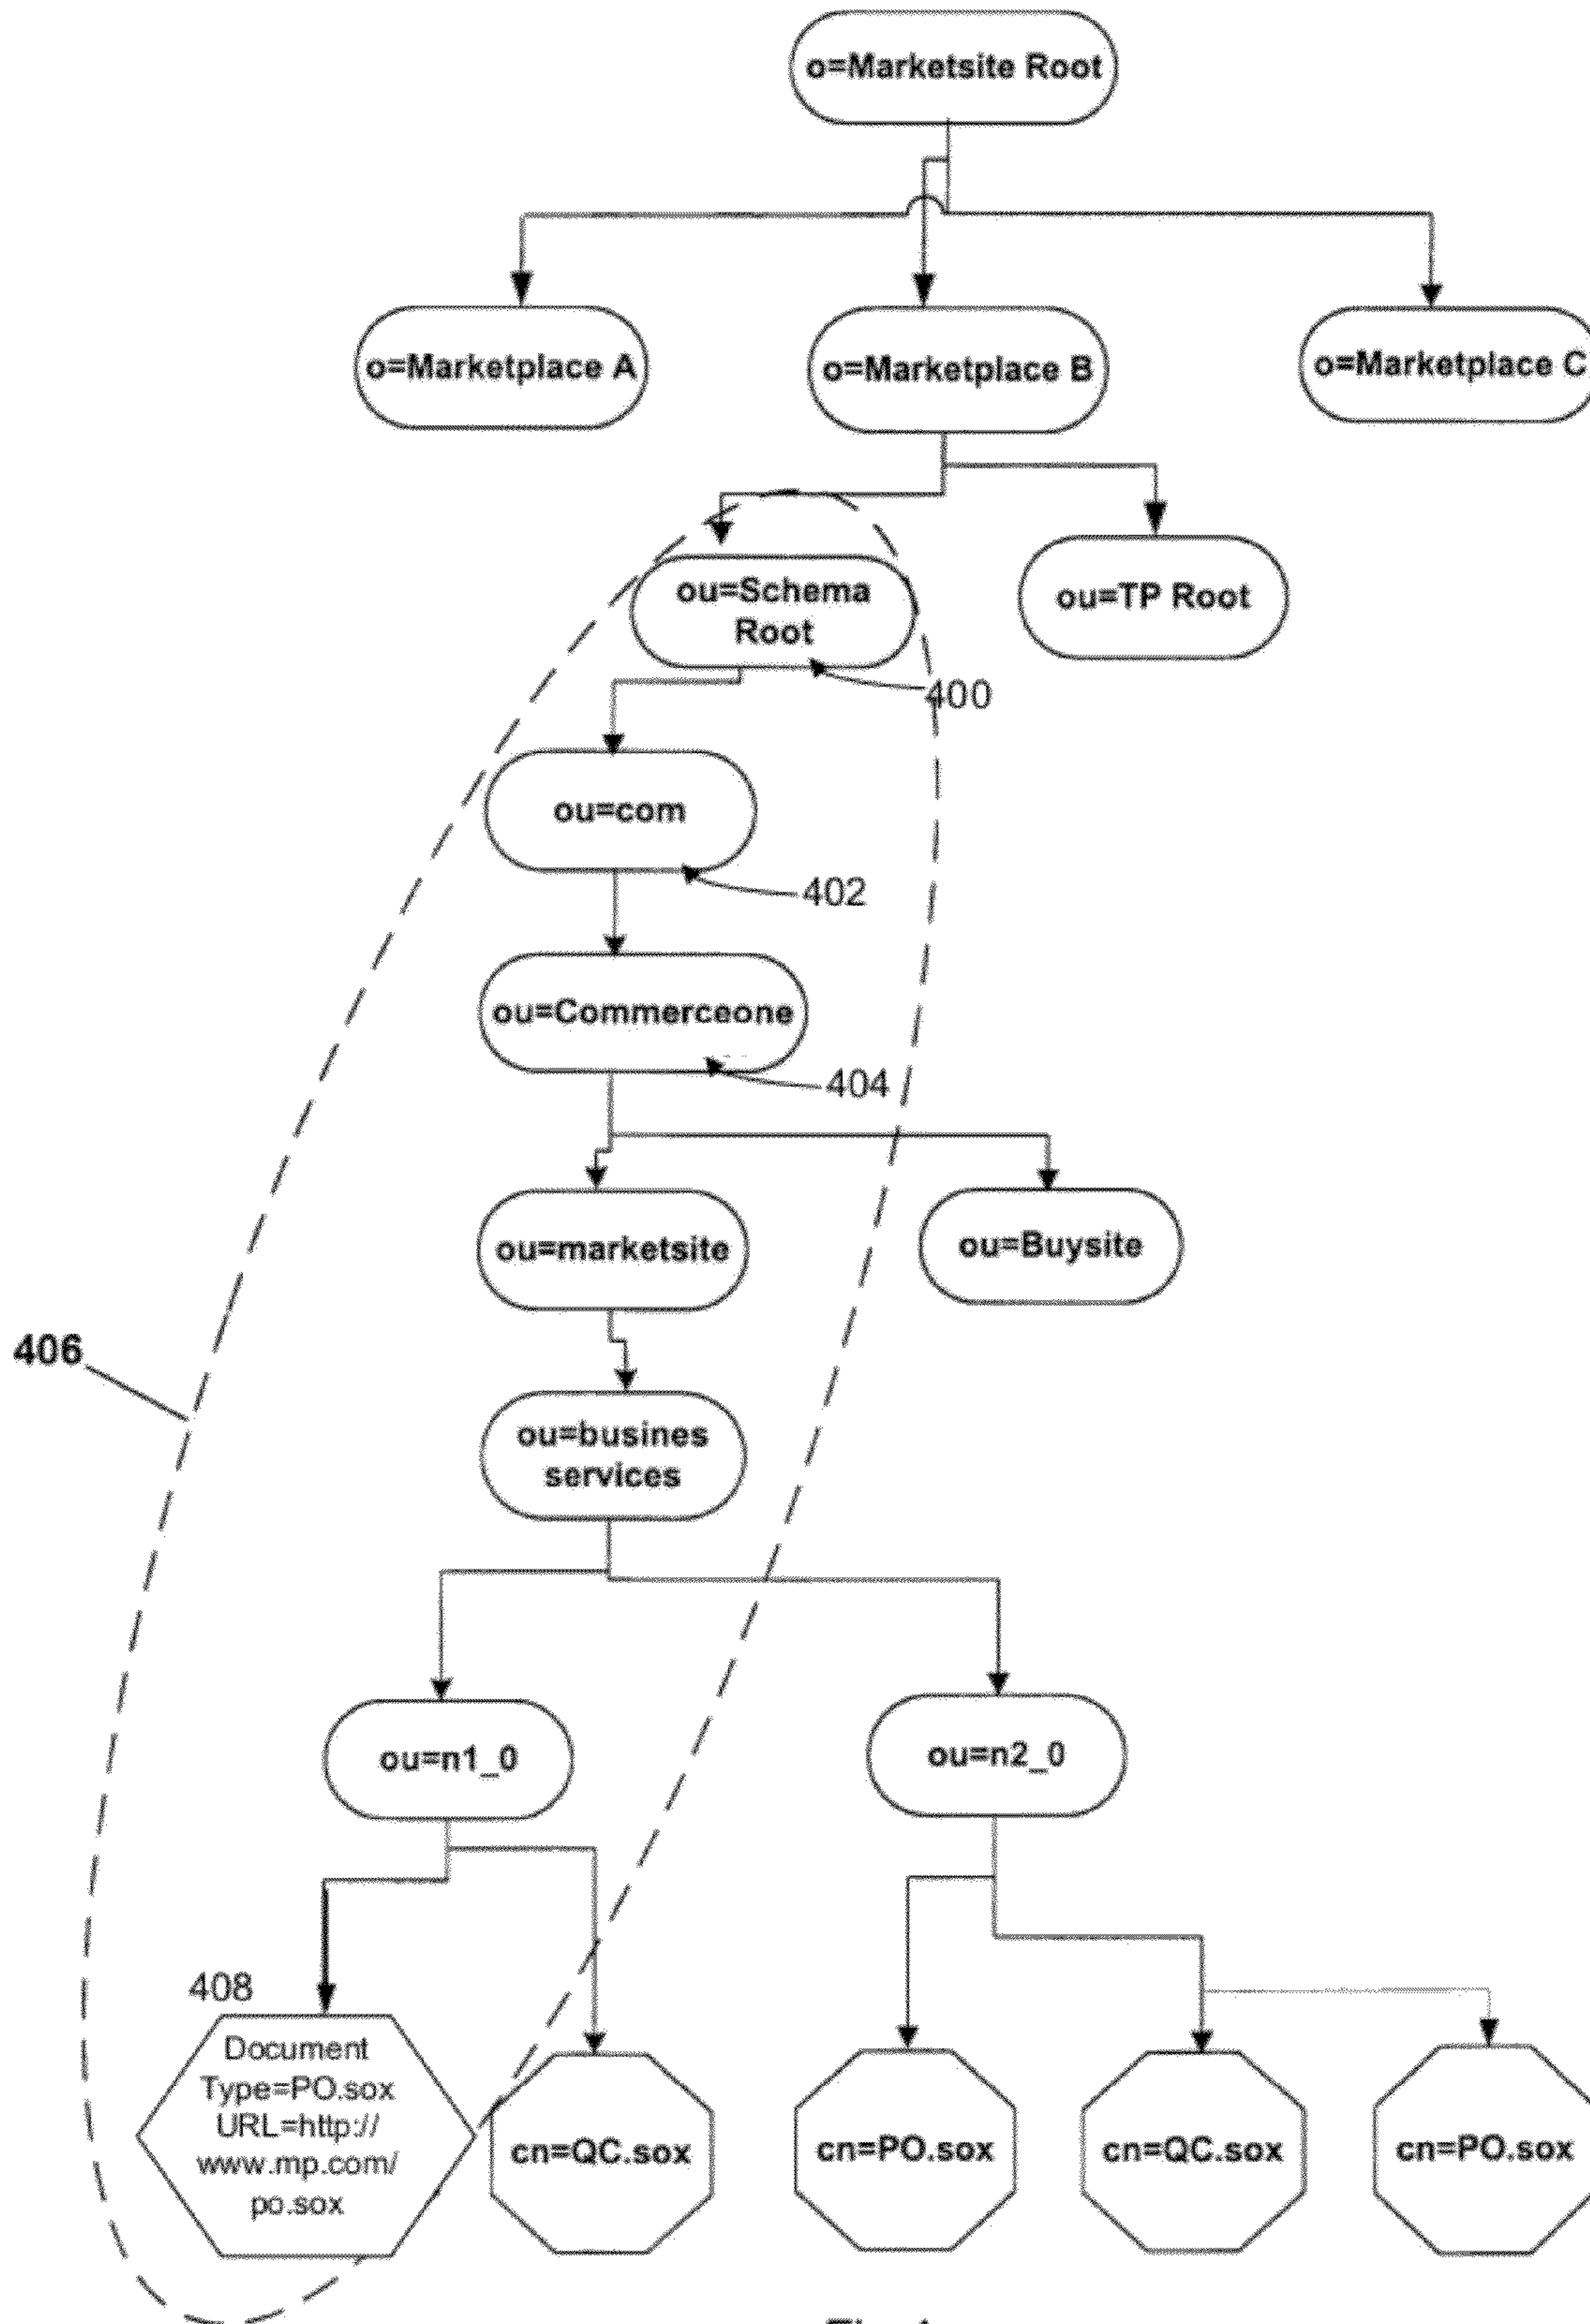 o=Marketsite Root
o=Marketplace A
o=Marketplace B
o=Marketplace C
ou=Schema
Root
ou=TP Root
400
ou=com
402
ou=Commerceone
404
ou=marketsite
ou=Buysite
406
ou=busines
services
ou=n1_0
ou=n2_0
408
Document
Type=PO.sox
URL=http://
www.mp.com/
po.sox
cn=QC.sox
cn=PO.sox
cn=QC.sox
cn=PO.sox